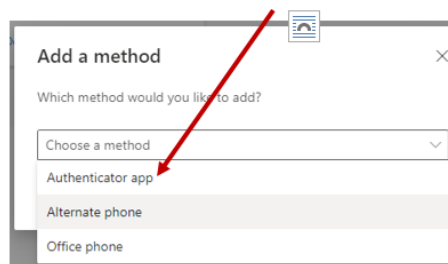 Add a method
Which method would you like to add?
Choose a method
Authenticator app
Alternate phone
Office phone